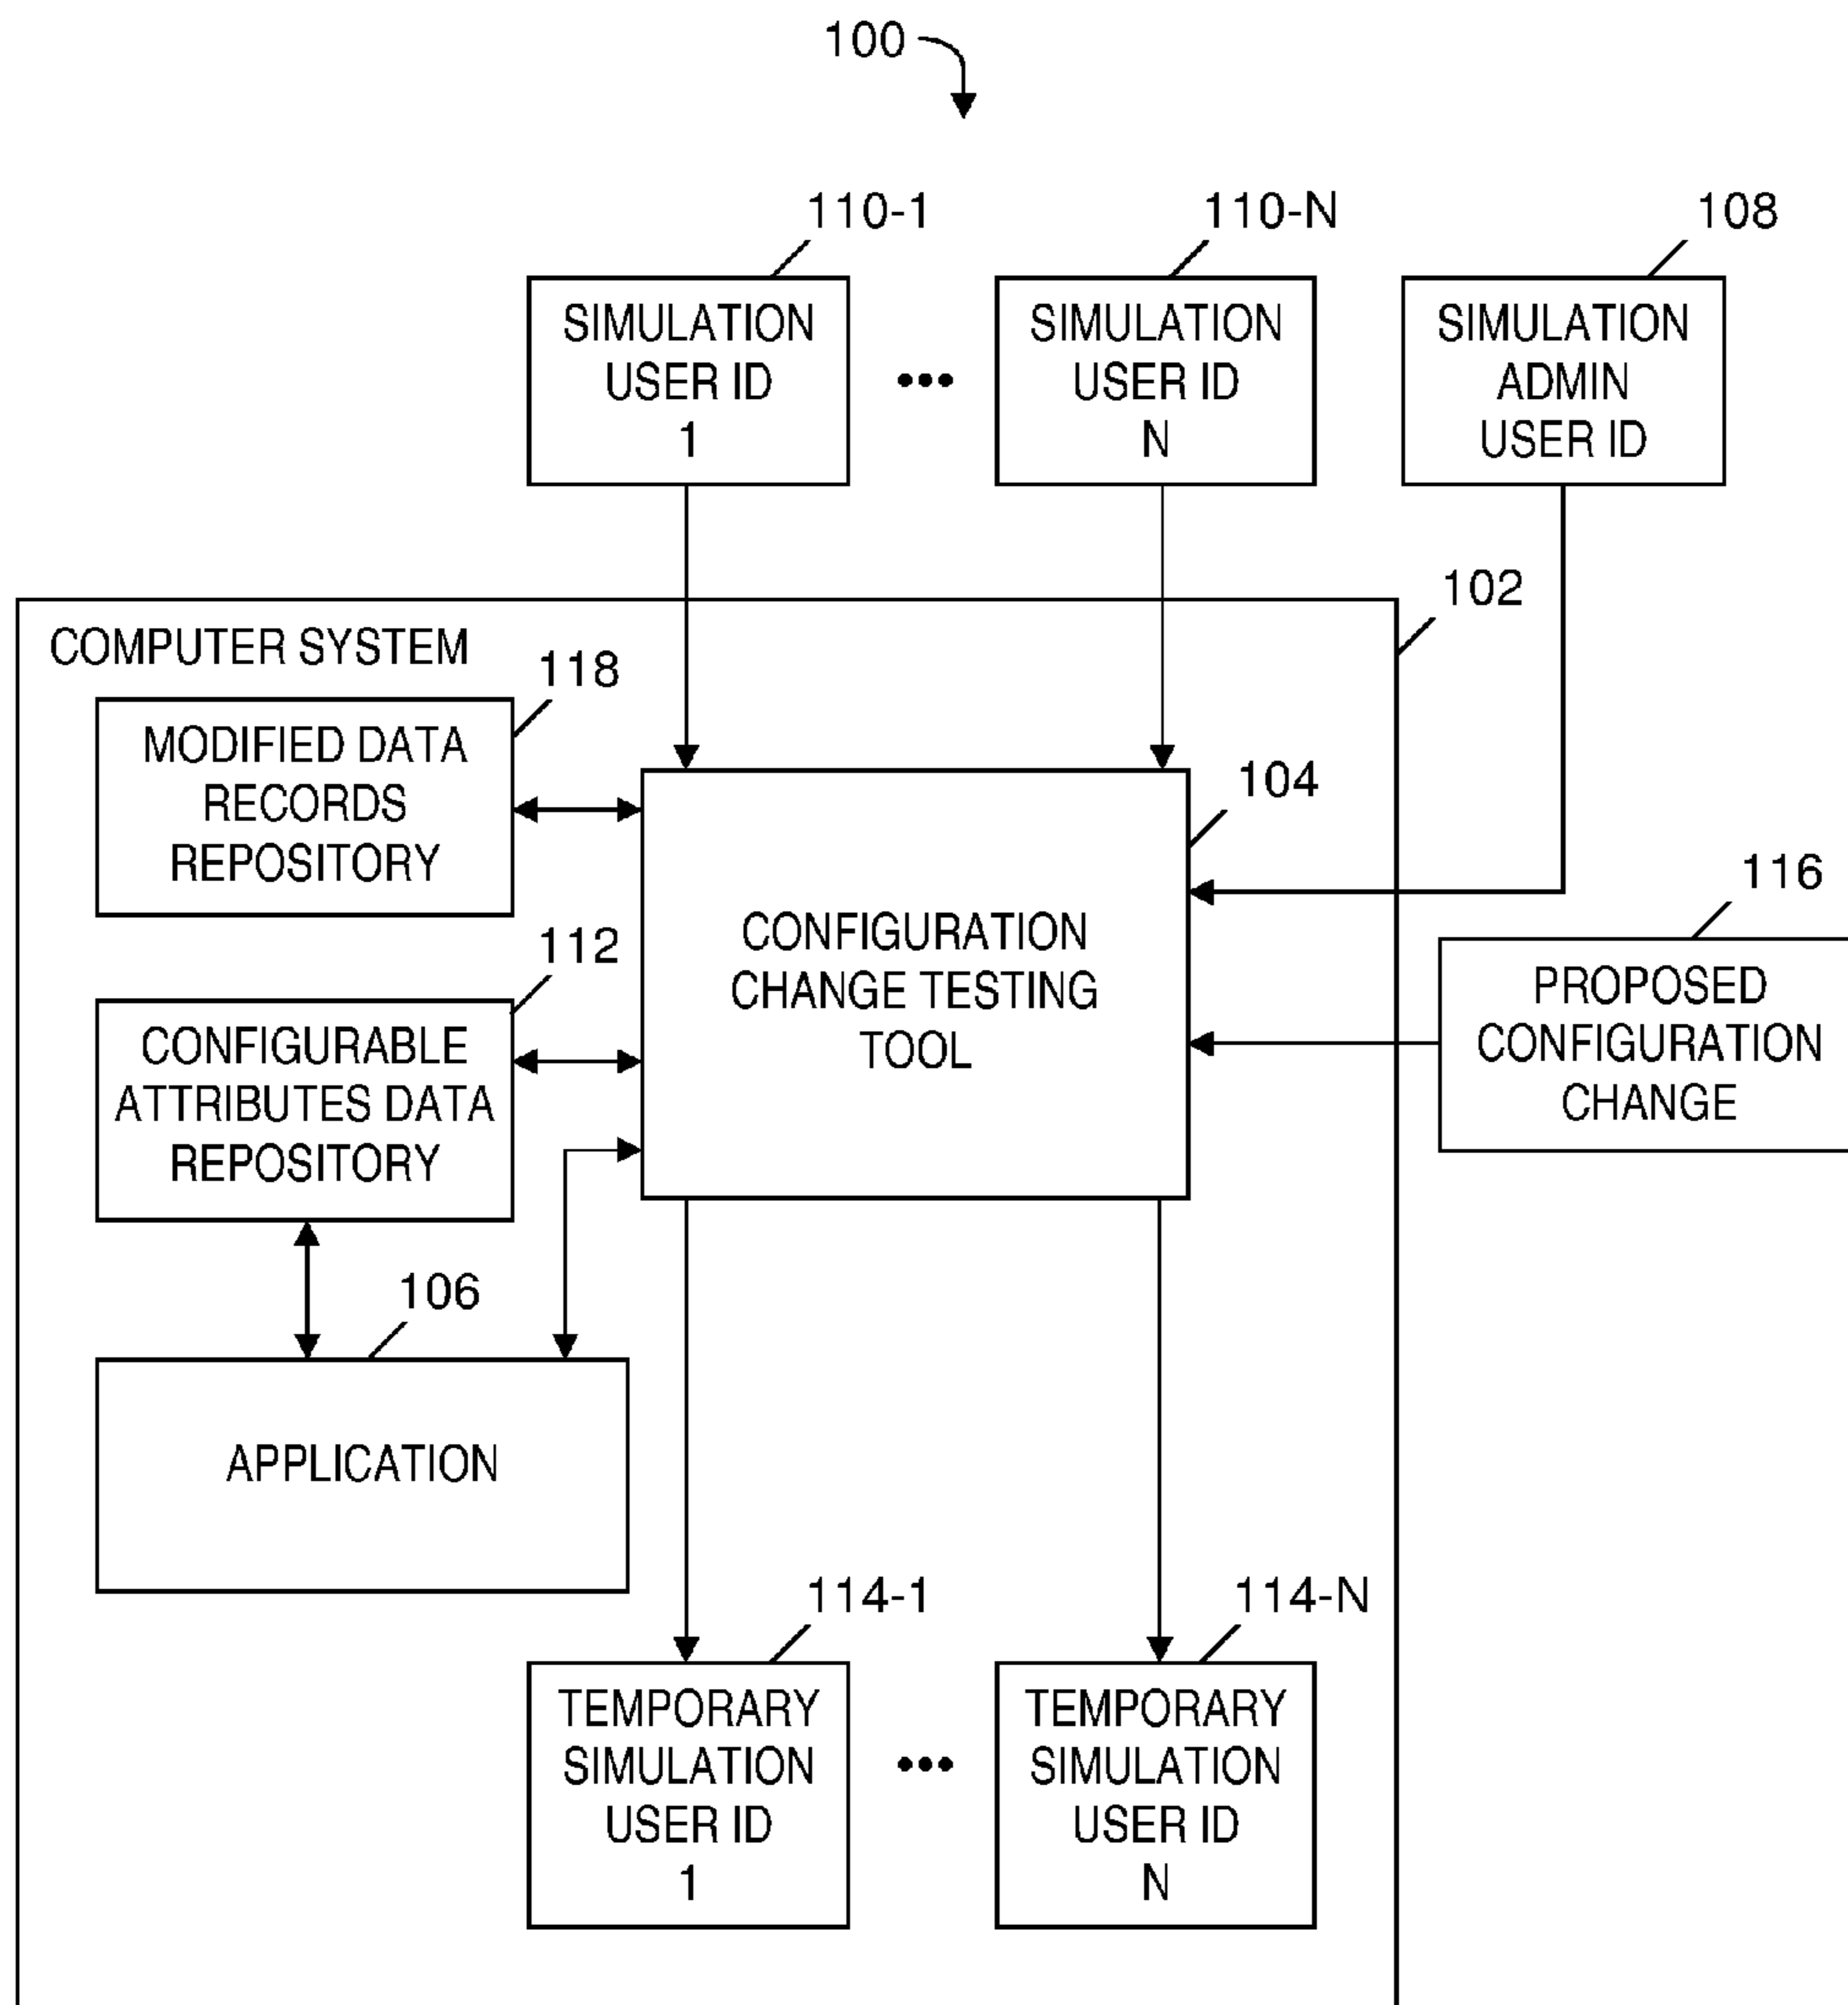 100
110-1
110-N
108
SIMULATION
USER ID
1
•••
SIMULATION
USER ID
N
SIMULATION
ADMIN
USER ID
102
COMPUTER SYSTEM
118
MODIFIED DATA
RECORDS
REPOSITORY
104
CONFIGURATION
CHANGE TESTING
TOOL
116
PROPOSED
CONFIGURATION
CHANGE
112
CONFIGURABLE
ATTRIBUTES DATA
REPOSITORY
106
APPLICATION
114-1
114-N
TEMPORARY
SIMULATION
USER ID
1
•••
TEMPORARY
SIMULATION
USER ID
N